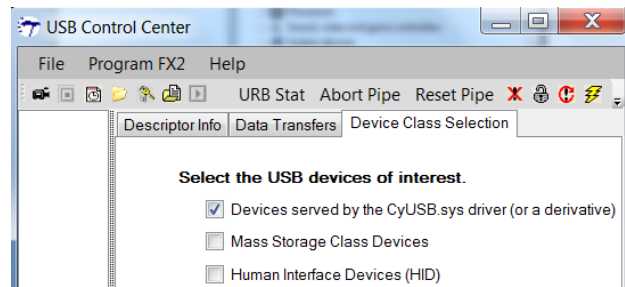 USB Control Center
File Program FX2 Help
URB Stat Abort Pipe Reset Pipe
Descriptor Info Data Transfers Device Class Selection
Select the USB devices of interest.
Devices served by the CyUSB.sys driver (or a derivative)
Mass Storage Class Devices
Human Interface Devices (HID)